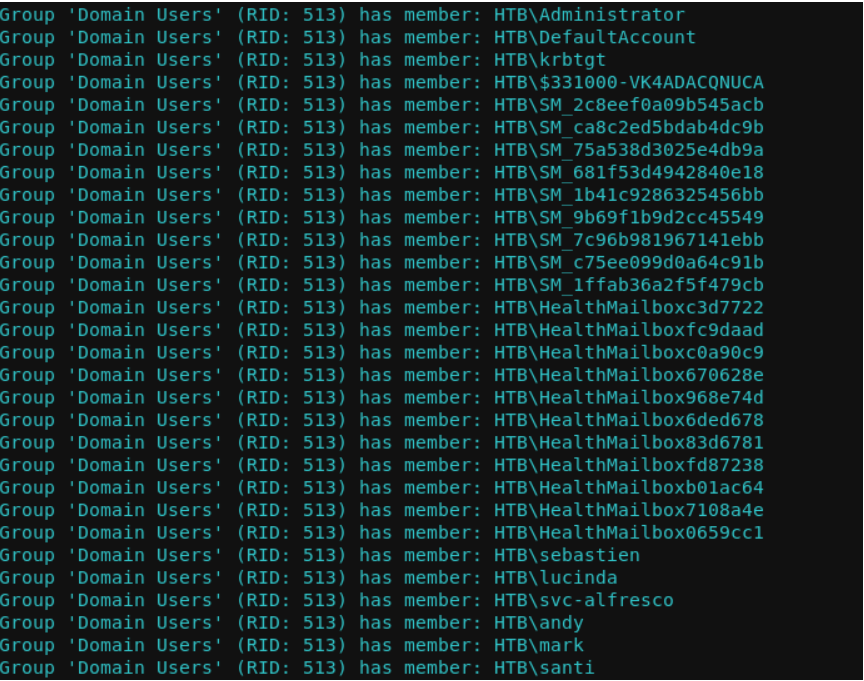 Group 'Domain Users' (RID: 513) has member: HTB\Administrator
Group 'Domain Users' (RID: 513) has member: HTB\DefaultAccount
Group 'Domain Users' (RID: 513) has member: HTB\krbtgt
Group 'Domain Users' (RID: 513) has member: HTB\$331000-VK4ADACQNUCA
Group 'Domain Users' (RID: 513) has member: HTB\SM_2c8eef0a09b545acb
Group 'Domain Users' (RID: 513) has member: HTB\SM_ca8c2ed5bdab4dc9b
Group 'Domain Users' (RID: 513) has member: HTB\SM_75a538d3025e4db9a
Group 'Domain Users' (RID: 513) has member: HTB\SM_681f53d4942840e18
Group 'Domain Users' (RID: 513) has member: HTB\SM_1b41c9286325456bb
Group 'Domain Users' (RID: 513) has member: HTB\SM_9b69f1b9d2cc45549
Group 'Domain Users' (RID: 513) has member: HTB\SM_7c96b981967141ebb
Group 'Domain Users' (RID: 513) has member: HTB\SM_c75ee099d0a64c91b
Group 'Domain Users' (RID: 513) has member: HTB\SM_1ffab36a2f5f479cb
Group 'Domain Users' (RID: 513) has member: HTB\HealthMailboxc3d7722
Group 'Domain Users' (RID: 513) has member: HTB\HealthMailboxfc9daad
Group 'Domain Users' (RID: 513) has member: HTB\HealthMailboxc0a90c9
Group 'Domain Users' (RID: 513) has member: HTB\HealthMailbox670628e
Group 'Domain Users' (RID: 513) has member: HTB\HealthMailbox968e74d
Group 'Domain Users' (RID: 513) has member: HTB\HealthMailbox6ded678
Group 'Domain Users' (RID: 513) has member: HTB\HealthMailbox83d6781
Group 'Domain Users' (RID: 513) has member: HTB\HealthMailboxfd87238
Group 'Domain Users' (RID: 513) has member: HTB\HealthMailboxb01ac64
Group 'Domain Users' (RID: 513) has member: HTB\HealthMailbox7108a4e
Group 'Domain Users' (RID: 513) has member: HTB\HealthMailbox0659cc1
Group 'Domain Users' (RID: 513) has member: HTB\sebastien
Group 'Domain Users' (RID: 513) has member: HTB\lucinda
Group 'Domain Users' (RID: 513) has member: HTB\svc-alfresco
Group 'Domain Users' (RID: 513) has member: HTB\andy
Group 'Domain Users' (RID: 513) has member: HTB\mark
Group 'Domain Users' (RID: 513) has member: HTB\santi